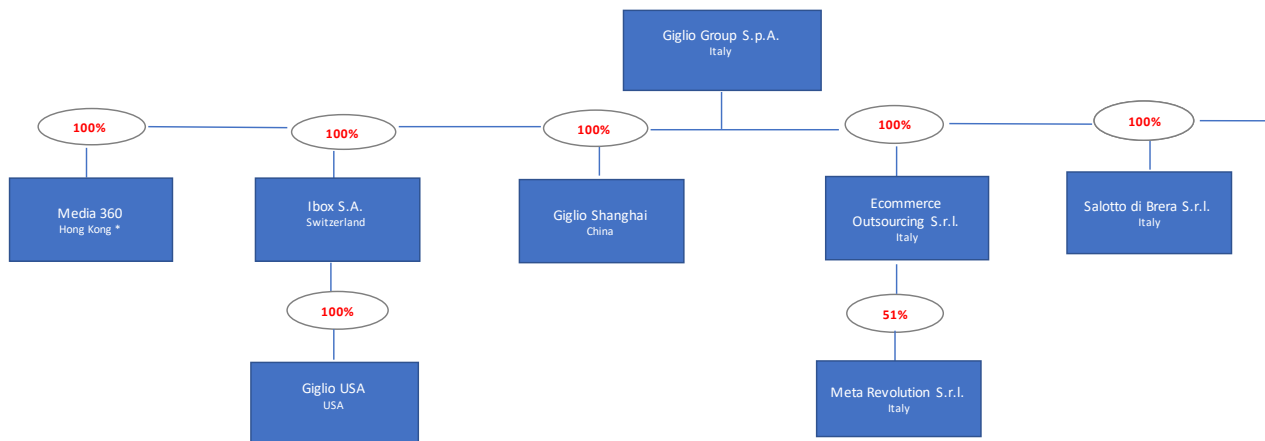 Giglio Group S.p.A.
Italy
100%
100%
100%
100%
100%
Media 360
Hong Kong *
Ibox S.A.
Switzerland
Giglio Shanghai
China
Ecommerce
Outsourcing S.r.l.
Italy
Salotto di Brera S.r.l.
Italy
100%
51%
Giglio USA
USA
Meta Revolution S.r.l.
Italy